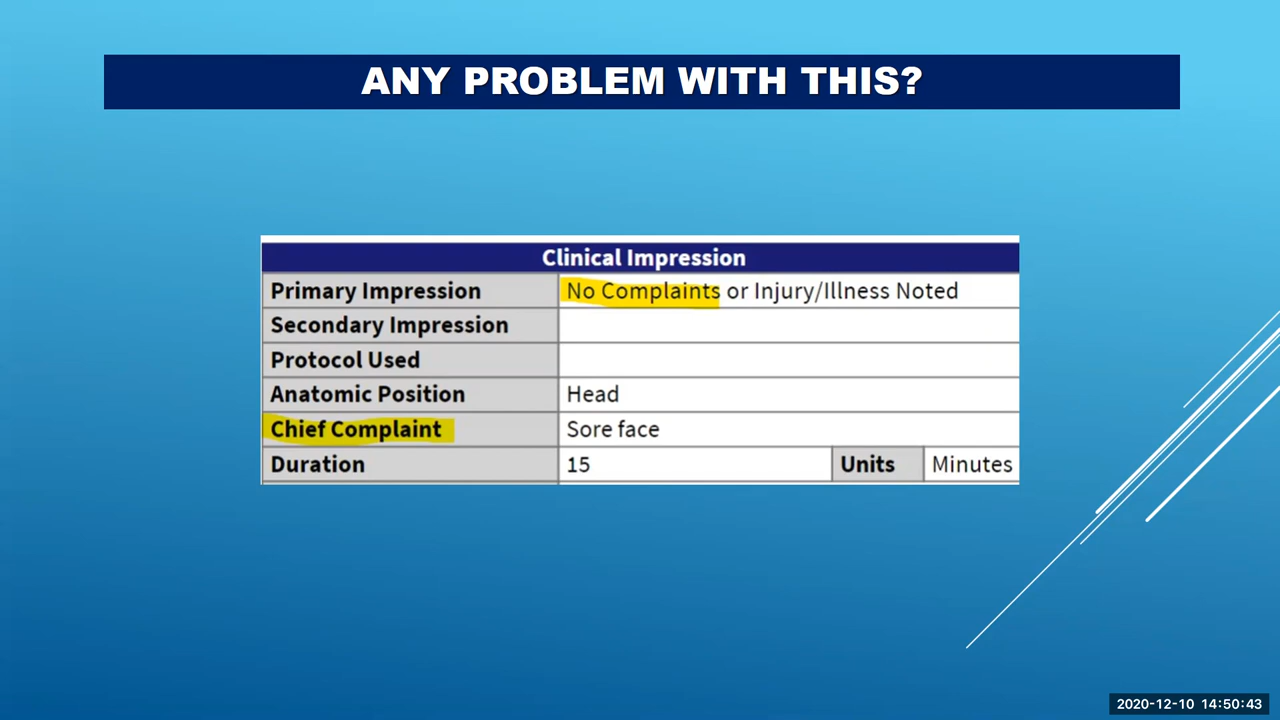 ANY PROBLEM WITH THIS?
Clinical Impression
Primary Impression No Complaints or Injury/Illness Noted
Secondary Impression
Protocol Used
Anatomic Position Head
Chief Complaint Sore face
Duration 15 Units Minutes
2020-12-10 14:50:43